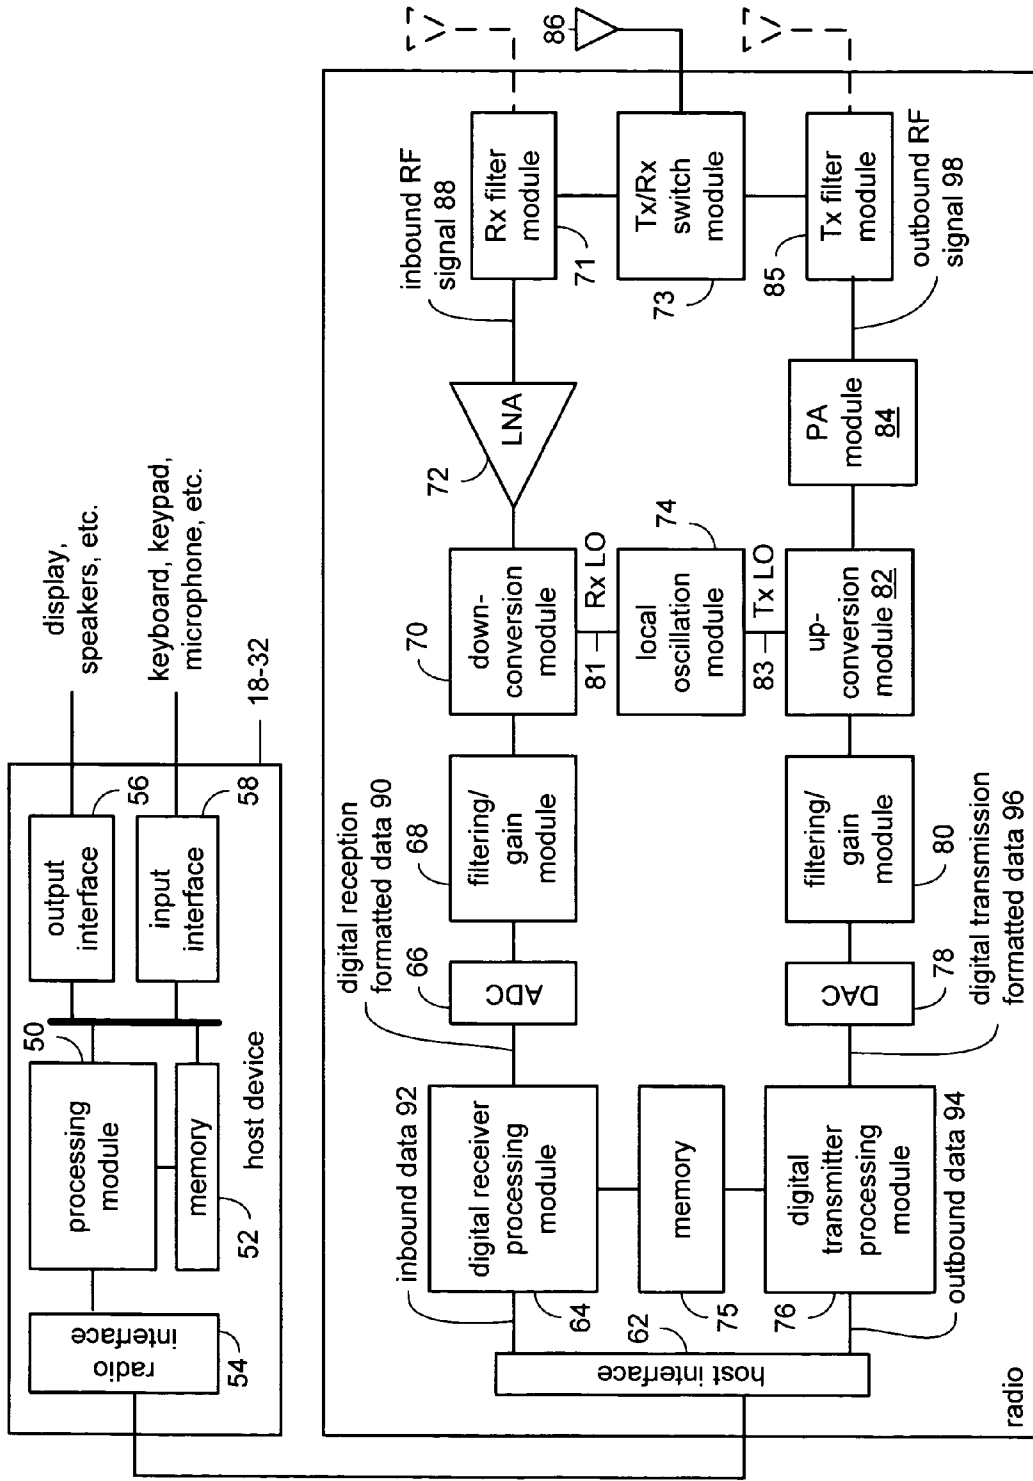 display,
speakers, etc.
keyboard, keypad,
microphone, etc.
18-32
output
interface
56
input
interface
58
50
processing
module
memory
52
host device
radio
interface
54
radio
host interface
62
inbound data 92
digital receiver
processing
module
64
memory
75
digital
transmitter
processing
module
76
outbound data 94
digital reception
formatted data 90
ADC
66
DAC
78
digital transmission
formatted data 96
filtering/
gain
module
68
filtering/
gain
module
80
down-
conversion
module
70
81
Rx LO
local
oscillation
module
74
83
Tx LO
up-
conversion
module 82
LNA
72
PA
module
84
inbound RF
signal 88
Rx filter
module
71
Tx/Rx
switch
module
73
Tx filter
module
85
outbound RF
signal 98
86